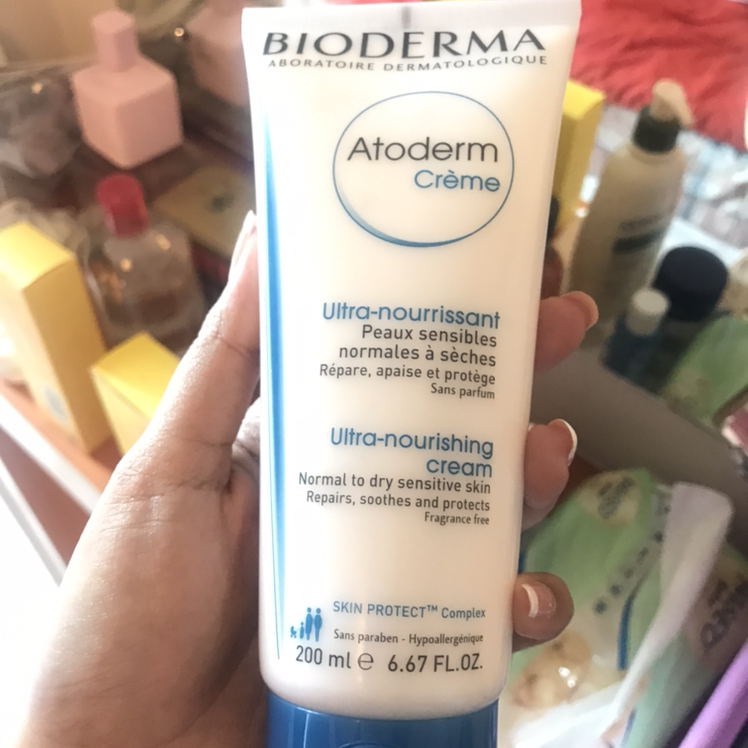 BIODERMA
ABORATOIRE DERMATOLOGIQUE
Atoderm
Crème
Ultra-nourrissant
Peaux sensibles
normales à sèches
Répare, apaise et protège
Sans parfum
Ultra-nourishing
cream
Normal to dry sensitive skin
Repairs, soothes and protects
Fragrance free
SKIN PROTECT™ Complex
Sans paraben - Hypoallergénique
200 ml e 6.67 FL.OZ.